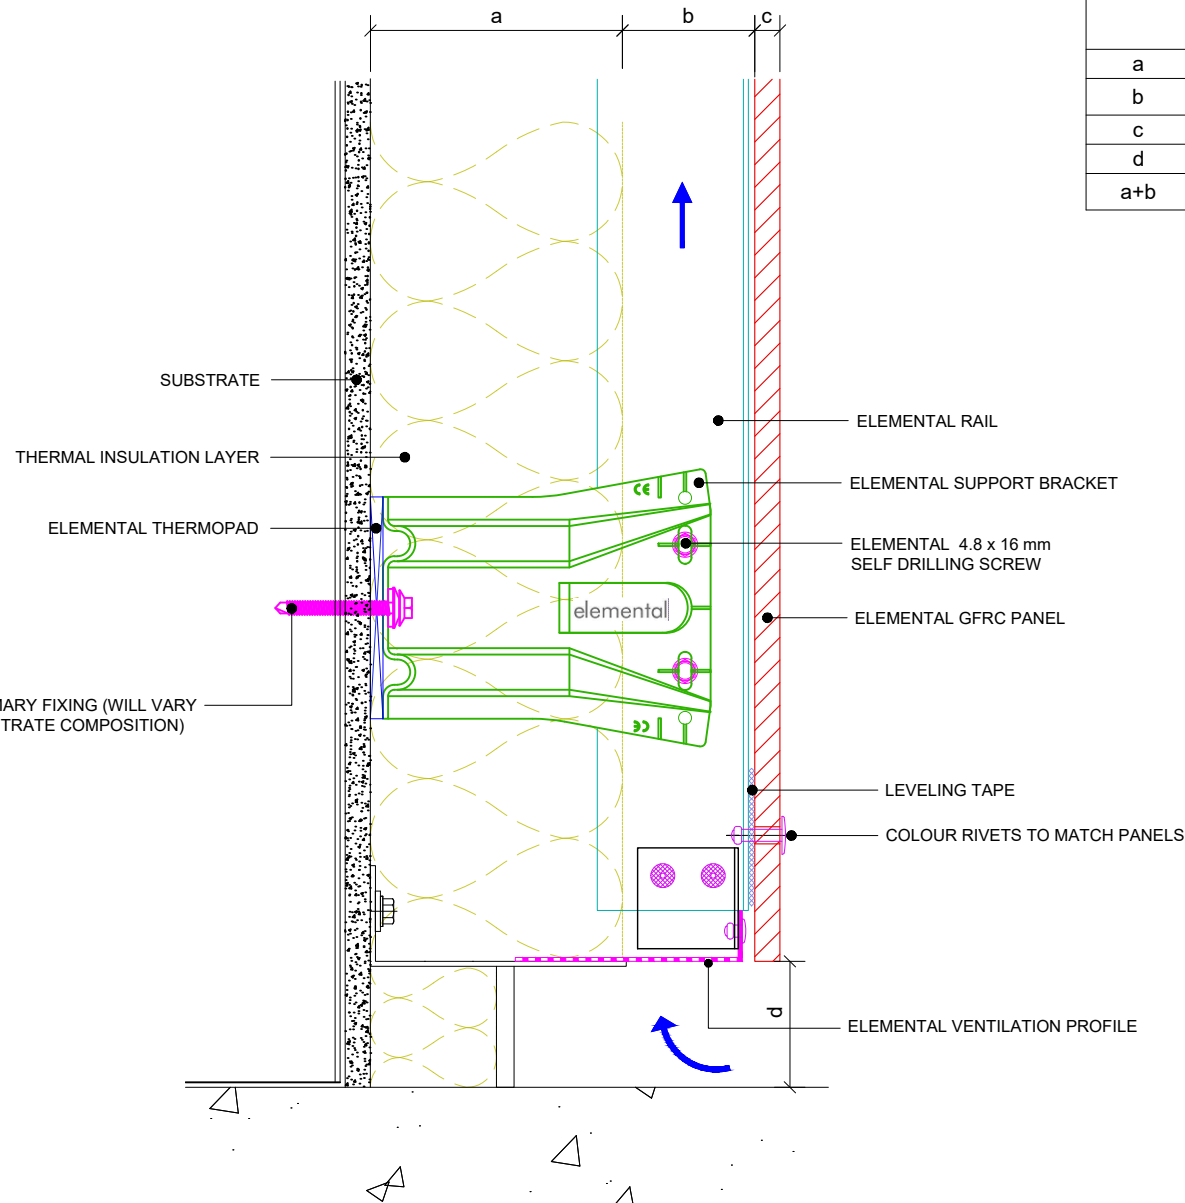 a b c
a
b
c
d
a+b
SUBSTRATE
THERMAL INSULATION LAYER
ELEMENTAL THERMOPAD
FIXING (WILL VARY
COMPOSITION)
ELEMENTAL RAIL
ELEMENTAL SUPPORT BRACKET
ELEMENTAL 4.8 x 16 mm
SELF DRILLING SCREW
ELEMENTAL GFRC PANEL
CE
elemental
CE
LEVELING TAPE
COLOUR RIVETS TO MATCH PANELS
d
ELEMENTAL VENTILATION PROFILE